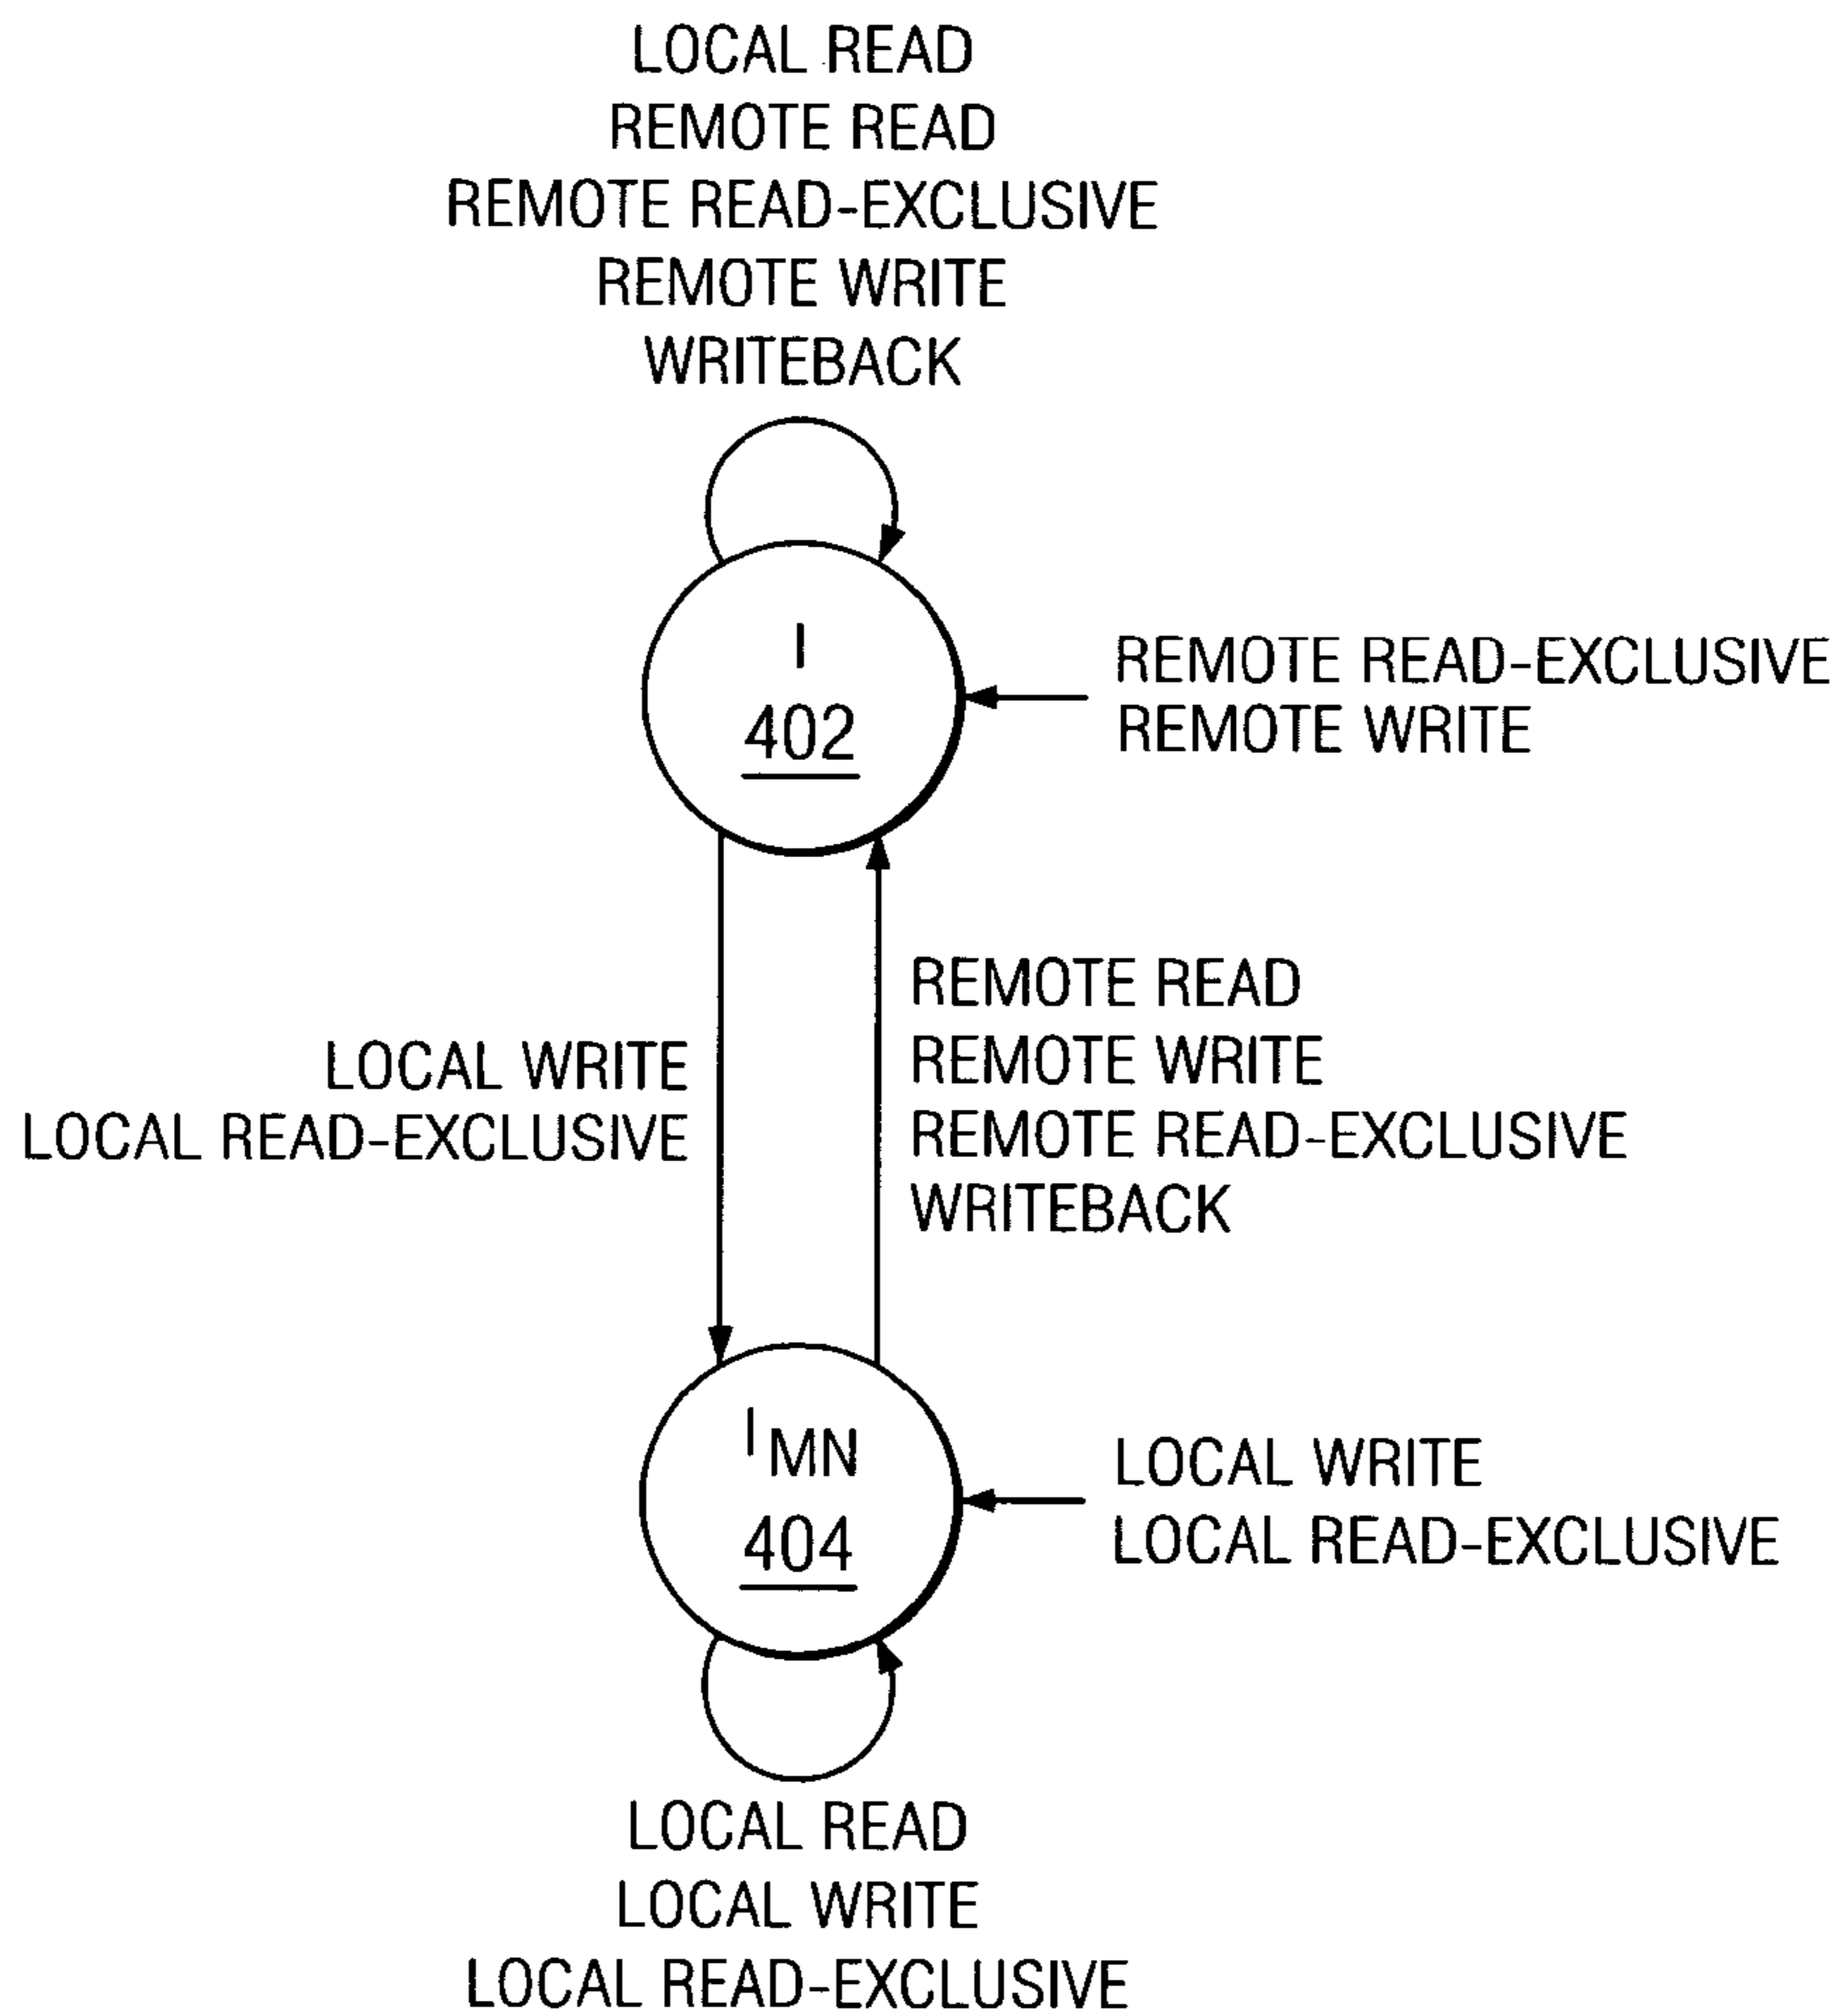 LOCAL READ
REMOTE READ
REMOTE READ-EXCLUSIVE
REMOTE WRITE
WRITEBACK
I
402
REMOTE READ-EXCLUSIVE
REMOTE WRITE
LOCAL WRITE
LOCAL READ-EXCLUSIVE
REMOTE READ
REMOTE WRITE
REMOTE READ-EXCLUSIVE
WRITEBACK
IMN
404
LOCAL WRITE
LOCAL READ-EXCLUSIVE
LOCAL READ
LOCAL WRITE
LOCAL READ-EXCLUSIVE